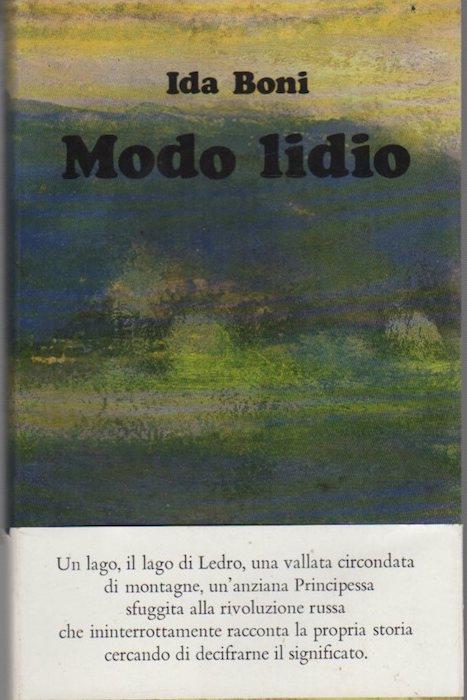 Ida Boni
Modo lidio
Un lago, il lago di Ledro, una vallata circondata
di montagne, un'anziana Principessa
sfuggita alla rivoluzione russa
che ininterrottamente racconta la propria storia
cercando di decifrarne il significato.